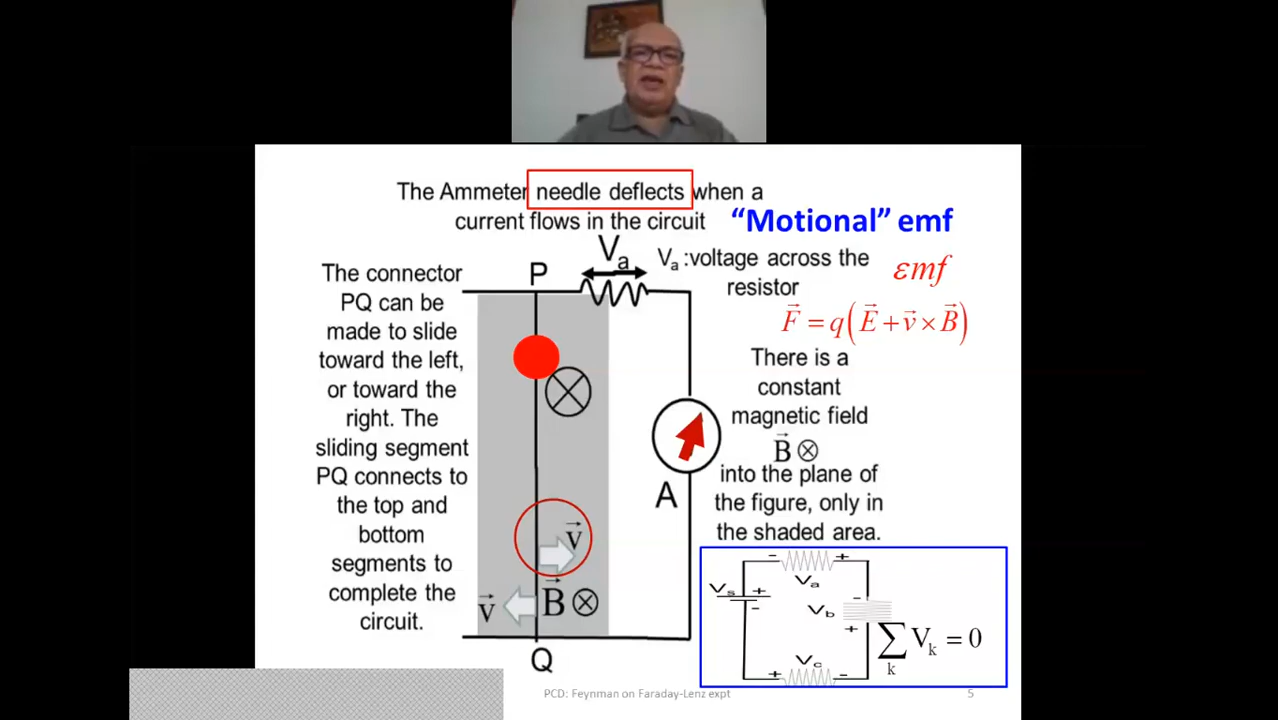 The Ammeter needle deflects when a
current flows in the circuit
"Motional" emf
V_a
V_a :voltage across the
resistor
εmf
F⃗ = q(E⃗ + v⃗ × B⃗)
The connector
PQ can be
made to slide
toward the left,
or toward the
right. The
sliding segment
PQ connects to
the top and
bottom
segments to
complete the
circuit.
P
v⃗
v⃗
B⃗ ⊗
Q
A
There is a
constant
magnetic field
B⃗ ⊗
into the plane of
the figure, only in
the shaded area.
- +
V_a
V_s + -
V_b - +
V_c + -
∑_k V_k = 0
PCD: Feynman on Faraday-Lenz expt
5